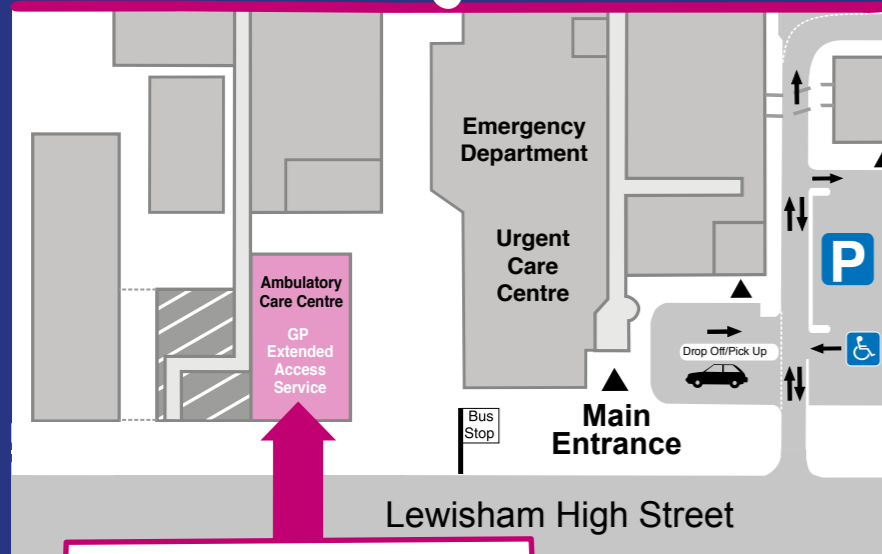 Emergency
Department
Urgent
Care
Centre
Ambulatory
Care Centre
GP
Extended
Access
Service
P
Drop Off/Pick Up
Bus
Stop
Main
Entrance
Lewisham High Street